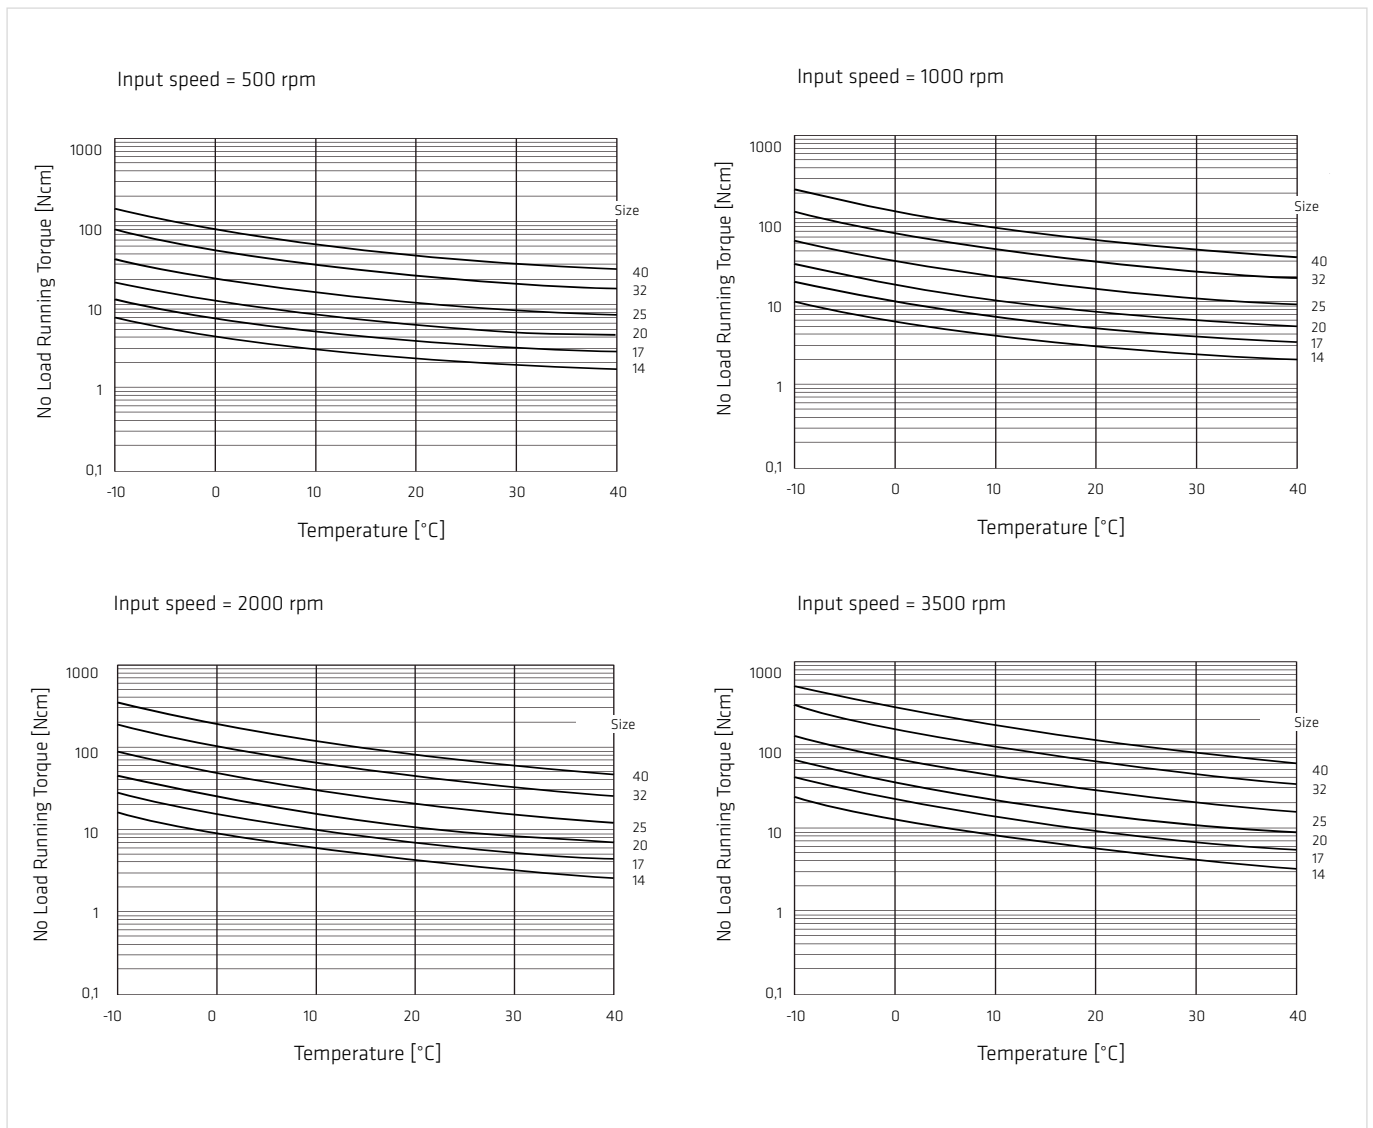 Input speed = 500 rpm
No Load Running Torque [Ncm]
1000
100
10
1
0,1
Size
40
32
25
20
17
14
-10 0 10 20 30 40
Temperature [°C]
Input speed = 1000 rpm
No Load Running Torque [Ncm]
1000
100
10
1
0,1
Size
40
32
25
20
17
14
-10 0 10 20 30 40
Temperature [°C]
Input speed = 2000 rpm
No Load Running Torque [Ncm]
1000
100
10
1
0,1
Size
40
32
25
20
17
14
-10 0 10 20 30 40
Temperature [°C]
Input speed = 3500 rpm
No Load Running Torque [Ncm]
1000
100
10
1
0,1
Size
40
32
25
20
17
14
-10 0 10 20 30 40
Temperature [°C]